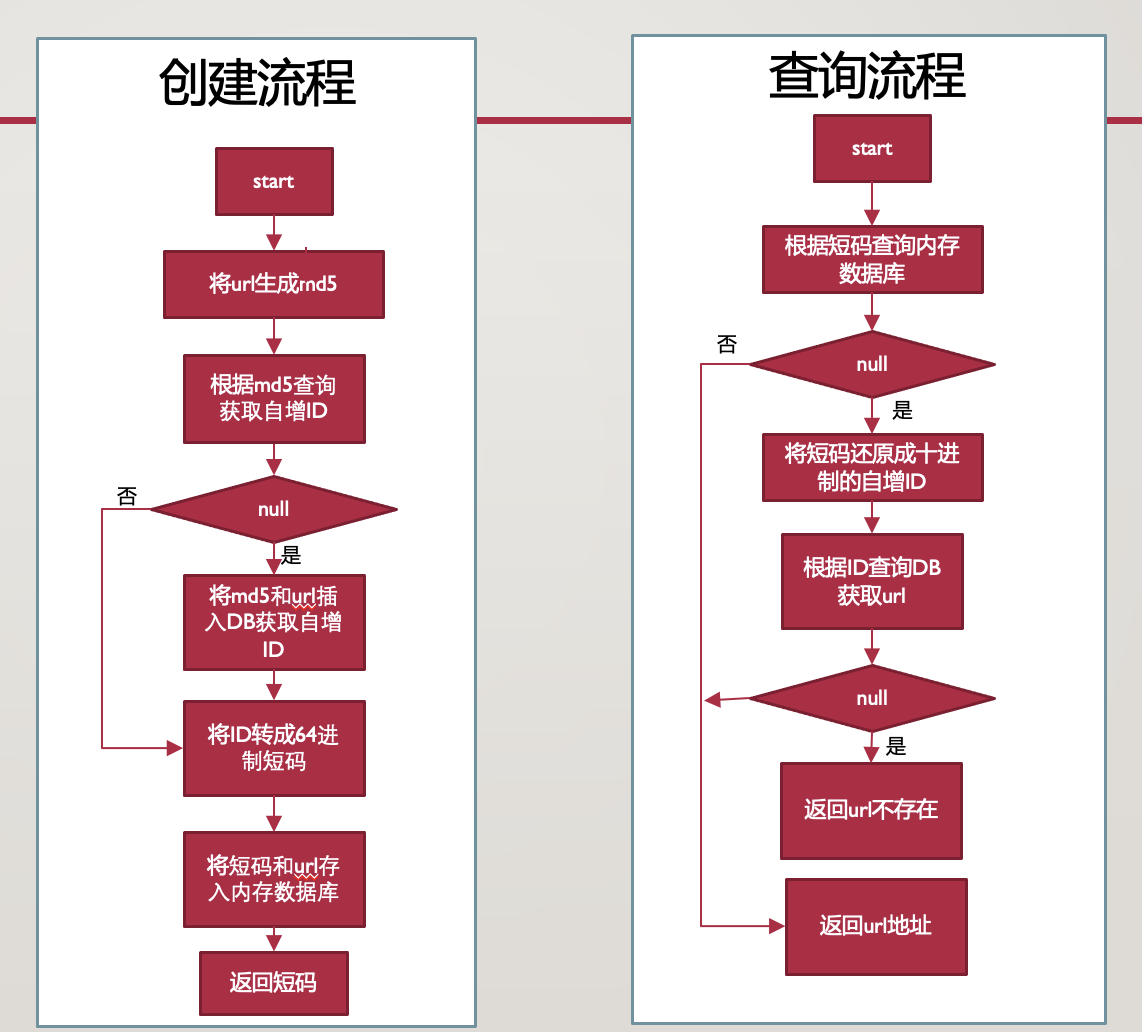 创建流程
start
将url生成md5
根据md5查询
获取自增ID
null
否
是
将md5和url插
入DB获取自增
ID
将ID转成64进
制短码
将短码和url存
入内存数据库
返回短码
查询流程
start
根据短码查询内存
数据库
null
否
是
将短码还原成十进
制的自增ID
根据ID查询DB
获取url
null
是
返回url不存在
返回url地址